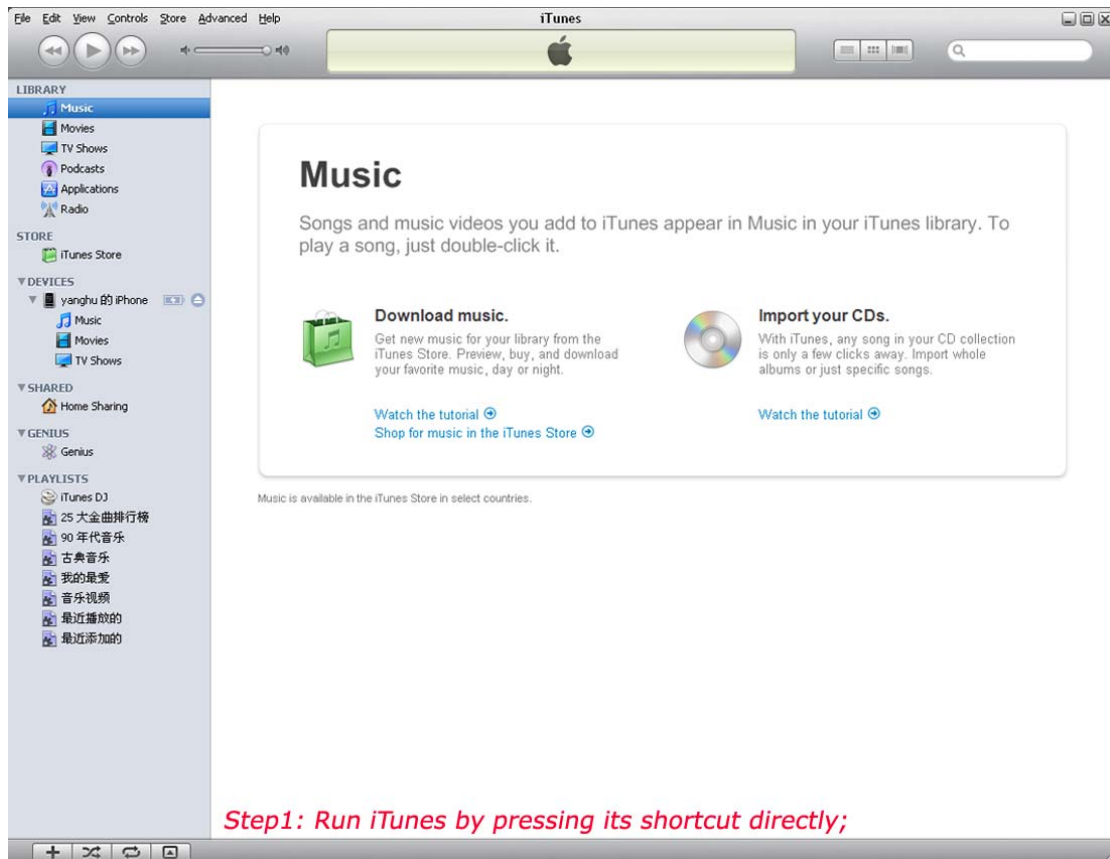 File Edit View Controls Store Advanced Help
iTunes
LIBRARY
Music
Movies
TV Shows
Podcasts
Applications
Radio
STORE
iTunes Store
DEVICES
yanghu 的 iPhone
Music
Movies
TV Shows
SHARED
Home Sharing
GENIUS
Genius
PLAYLISTS
iTunes DJ
25 大金曲排行榜
90 年代音乐
古典音乐
我的最爱
音乐视频
最近播放的
最近添加的
Music
Songs and music videos you add to iTunes appear in Music in your iTunes library. To
play a song, just double-click it.
Download music.
Get new music for your library from the
iTunes Store. Preview, buy, and download
your favorite music, day or night.
Watch the tutorial
Shop for music in the iTunes Store
Import your CDs.
With iTunes, any song in your CD collection
is only a few clicks away. Import whole
albums or just specific songs.
Watch the tutorial
Music is available in the iTunes Store in select countries.
Step1: Run iTunes by pressing its shortcut directly;